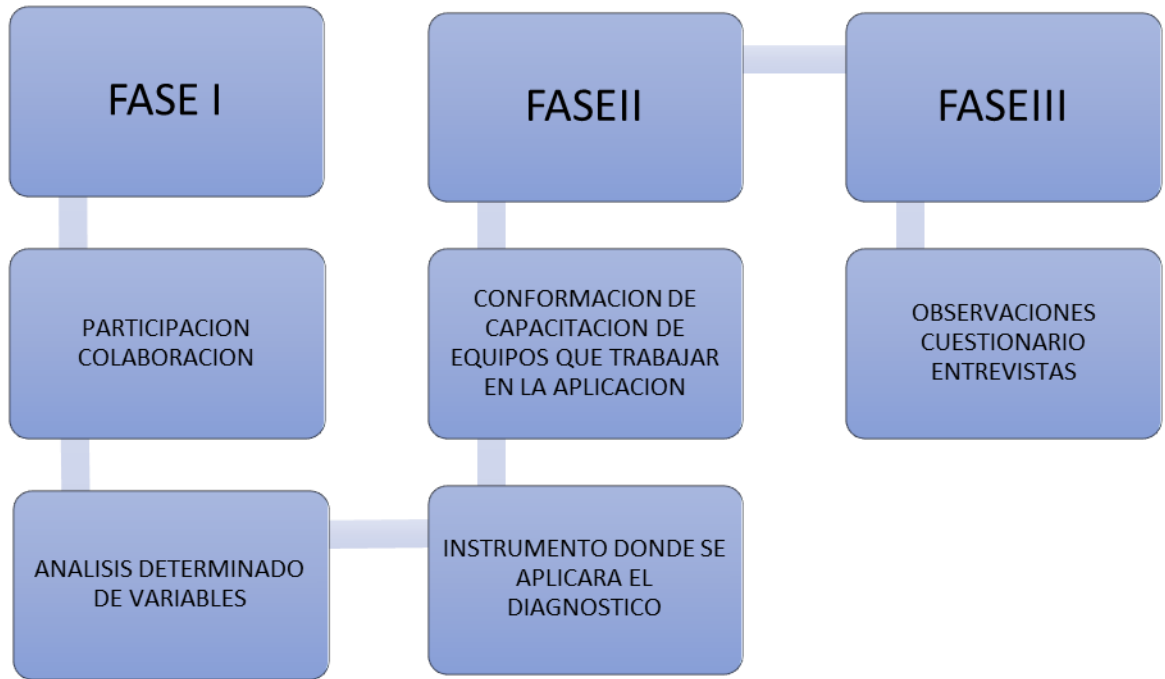 FASE I
PARTICIPACION
COLABORACION
ANALISIS DETERMINADO
DE VARIABLES
INSTRUMENTO DONDE SE
APLICARA EL
DIAGNOSTICO
CONFORMACION DE
CAPACITACION DE
EQUIPOS QUE TRABAJAR
EN LA APLICACION
FASEII
FASEIII
OBSERVACIONES
CUESTIONARIO
ENTREVISTAS